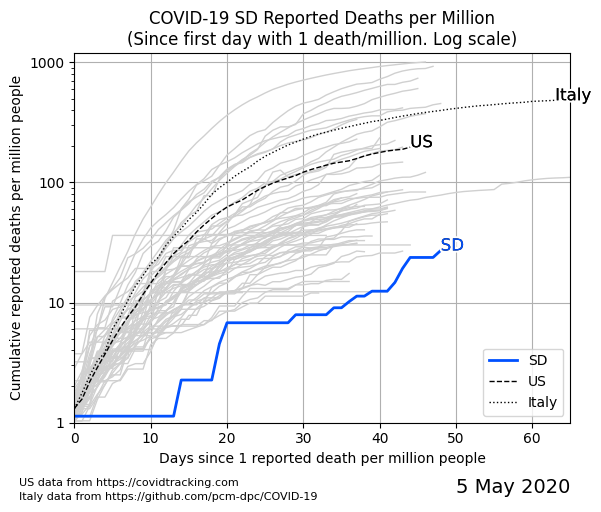 COVID-19 SD Reported Deaths per Million
(Since first day with 1 death/million. Log scale)
Cumulative reported deaths per million people
1000
100
10
1
Italy
US
SD
SD
US
Italy
0 10 20 30 40 50 60
Days since 1 reported death per million people
US data from https://covidtracking.com
Italy data from https://github.com/pcm-dpc/COVID-19
5 May 2020